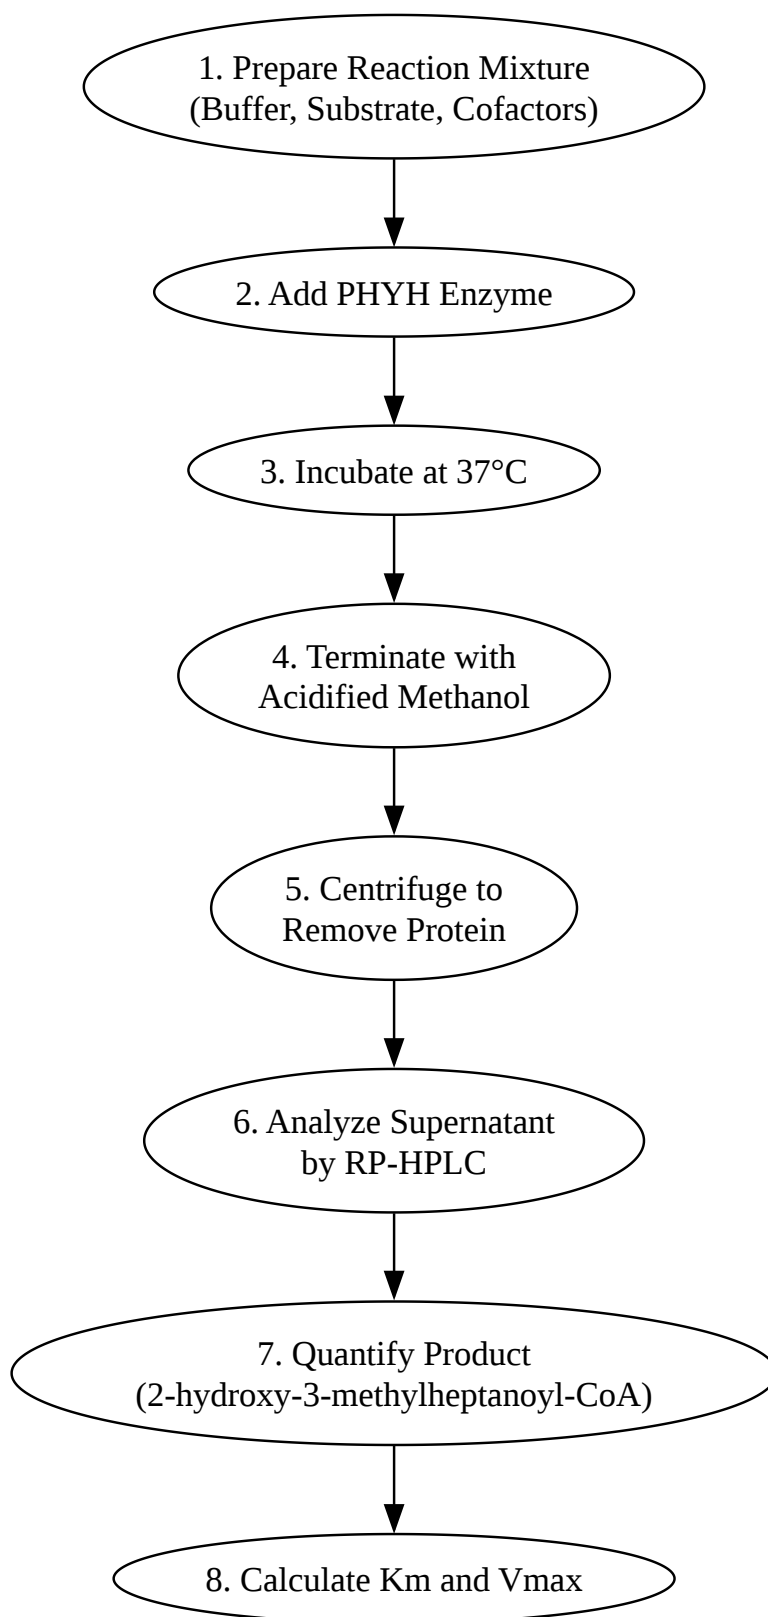 1. Prepare Reaction Mixture
(Buffer, Substrate, Cofactors)
2. Add PHYH Enzyme
3. Incubate at 37°C
4. Terminate with
Acidified Methanol
5. Centrifuge to
Remove Protein
6. Analyze Supernatant
by RP-HPLC
7. Quantify Product
(2-hydroxy-3-methylheptanoyl-CoA)
8. Calculate Km and Vmax